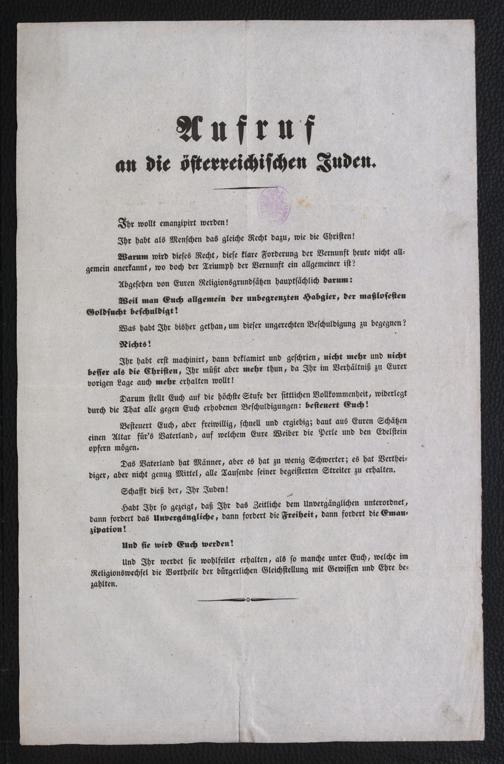 Aufruf
an die österreichischen Juden.
Ihr wollt emanzipirt werden!
Ihr habt als Menschen das gleiche Recht dazu, wie die Christen!
Warum wird dieses Recht, diese klare Forderung der Vernunft heute nicht all-
gemein anerkannt, wo doch der Triumph der Vernunft ein allgemeiner ist?
Abgesehen von Euren Religionsgrundsätzen hauptsächlich darum:
Weil man Euch allgemein der unbegrenzten Habgier, der maßlosesten
Goldsucht beschuldigt!
Was habt Ihr bisher gethan, um dieser ungerechten Beschuldigung zu begegnen?
Nichts!
Ihr habt erst machinirt, dann deklamirt und geschrien, nicht mehr und nicht
besser als die Christen, Ihr müßt aber mehr thun, da Ihr im Verhältniß zu Eurer
vorigen Lage auch mehr erhalten wollt!
Darum stellt Euch auf die höchste Stufe der sittlichen Vollkommenheit, widerlegt
durch die That alle gegen Euch erhobenen Beschuldigungen: besteuert Euch!
Besteuert Euch, aber freiwillig, schnell und ergiebig; baut aus Euren Schätzen
einen Altar für's Vaterland, auf welchem Eure Weiber die Perle und den Edelstein
opfern mögen.
Das Vaterland hat Männer, aber es hat zu wenig Schwerter; es hat Verthei-
diger, aber nicht genug Mittel, alle Tausende seiner begeisterten Streiter zu erhalten.
Schafft dieß her, Ihr Juden!
Habt Ihr so gezeigt, daß Ihr das Zeitliche dem Unvergänglichen unterordnet,
dann fordert das Unvergängliche, dann fordert die Freiheit, dann fordert die Eman-
zipation!
Und sie wird Euch werden!
Und Ihr werdet sie wohlfeiler erhalten, als so manche unter Euch, welche im
Religionswechsel die Vortheile der bürgerlichen Gleichstellung mit Gewissen und Ehre be-
zahlten.